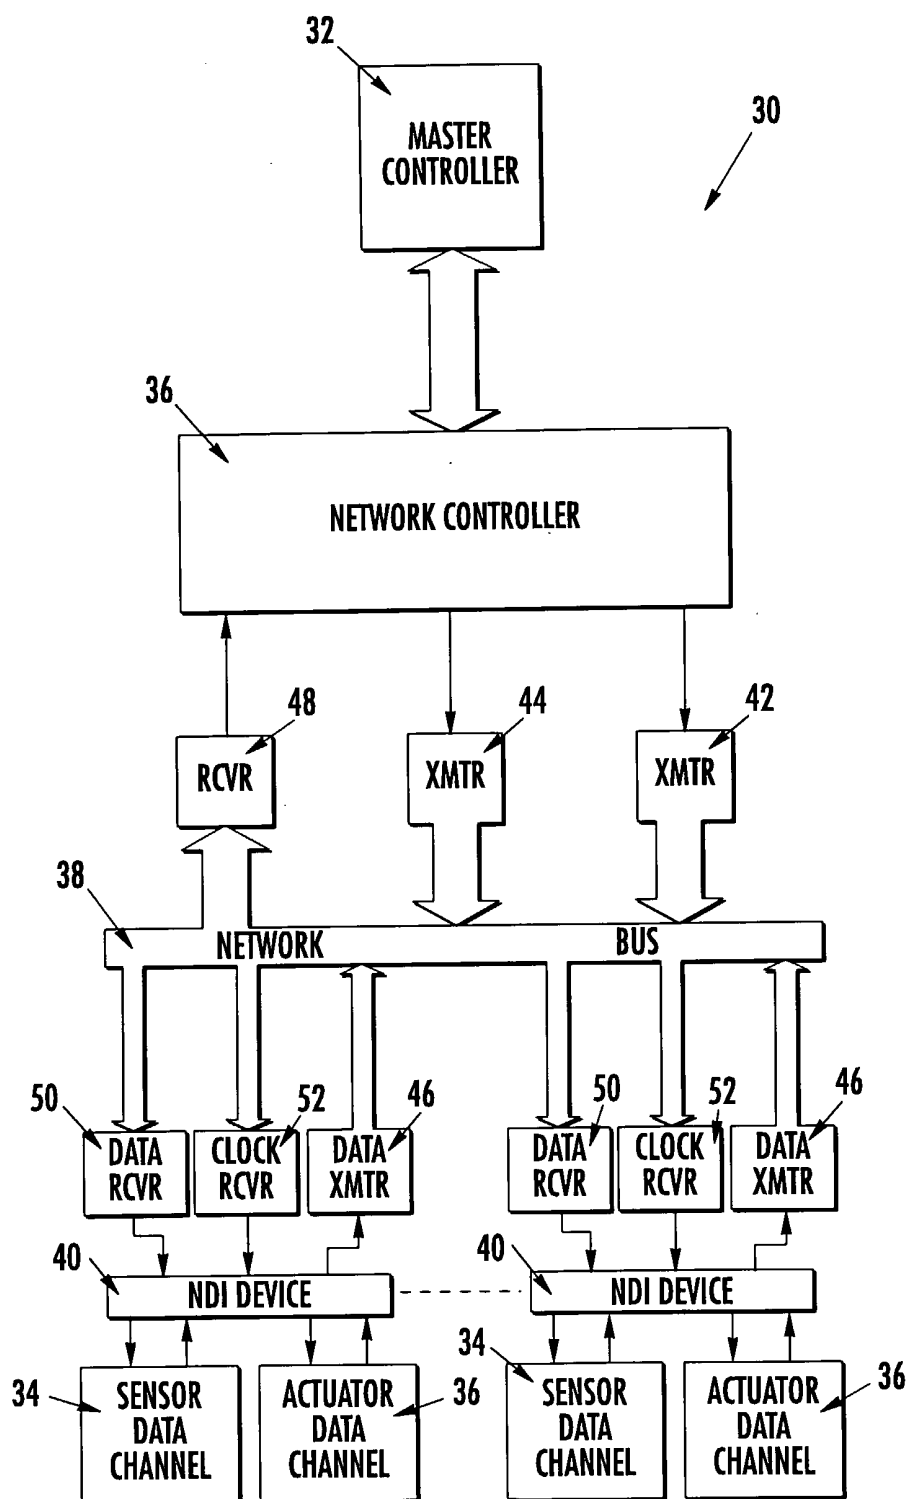 32
MASTER
CONTROLLER
30
36
NETWORK CONTROLLER
48
44
42
RCVR
XMTR
XMTR
38
NETWORK BUS
50
52
46
50
52
46
DATA
RCVR
CLOCK
RCVR
DATA
XMTR
DATA
RCVR
CLOCK
RCVR
DATA
XMTR
40
NDI DEVICE
40
NDI DEVICE
34
SENSOR
DATA
CHANNEL
ACTUATOR
DATA
CHANNEL
36
34
SENSOR
DATA
CHANNEL
ACTUATOR
DATA
CHANNEL
36